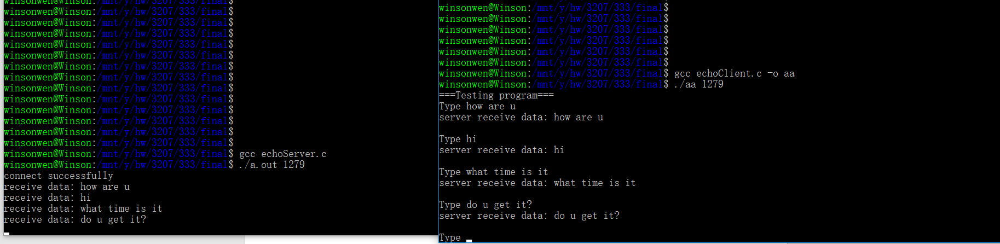 winsonwen@Winson:/mnt/y/hw/3207/333/final$
winsonwen@Winson:/mnt/y/hw/3207/333/final$
winsonwen@Winson:/mnt/y/hw/3207/333/final$
winsonwen@Winson:/mnt/y/hw/3207/333/final$
winsonwen@Winson:/mnt/y/hw/3207/333/final$
winsonwen@Winson:/mnt/y/hw/3207/333/final$
winsonwen@Winson:/mnt/y/hw/3207/333/final$
winsonwen@Winson:/mnt/y/hw/3207/333/final$
winsonwen@Winson:/mnt/y/hw/3207/333/final$
winsonwen@Winson:/mnt/y/hw/3207/333/final$
winsonwen@Winson:/mnt/y/hw/3207/333/final$
winsonwen@Winson:/mnt/y/hw/3207/333/final$
winsonwen@Winson:/mnt/y/hw/3207/333/final$
winsonwen@Winson:/mnt/y/hw/3207/333/final$
winsonwen@Winson:/mnt/y/hw/3207/333/final$ gcc echoServer.c
winsonwen@Winson:/mnt/y/hw/3207/333/final$ ./a.out 1279
connect successfully
receive data: how are u
receive data: hi
receive data: what time is it
receive data: do u get it?
winsonwen@Winson:/mnt/y/hw/3207/333/final$
winsonwen@Winson:/mnt/y/hw/3207/333/final$
winsonwen@Winson:/mnt/y/hw/3207/333/final$
winsonwen@Winson:/mnt/y/hw/3207/333/final$
winsonwen@Winson:/mnt/y/hw/3207/333/final$
winsonwen@Winson:/mnt/y/hw/3207/333/final$
winsonwen@Winson:/mnt/y/hw/3207/333/final$ gcc echoClient.c -o aa
winsonwen@Winson:/mnt/y/hw/3207/333/final$ ./aa 1279
===Testing program===
Type how are u
server receive data: how are u
Type hi
server receive data: hi
Type what time is it
server receive data: what time is it
Type do u get it?
server receive data: do u get it?
Type